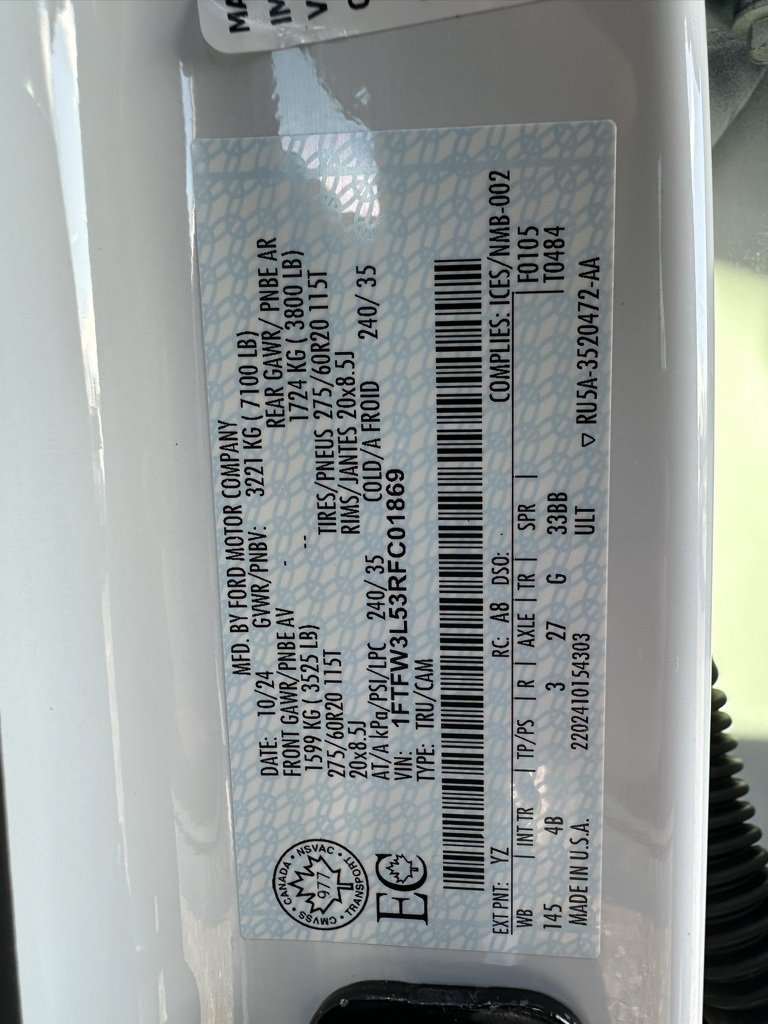 MA
IM
V
MFD. BY FORD MOTOR COMPANY
DATE: 10/24 GVWR/PNBV: 3221 KG ( 7100 LB)
FRONT GAWR/PNBE AV REAR GAWR/ PNBE AR
1599 KG ( 3525 LB) - -- 1724 KG ( 3800 LB)
275/60R20 115T TIRES/PNEUS 275/60R20 115T
20x8.5J RIMS/JANTES 20x8.5J
AT/A kPa/PSI/LPC 240/ 35 COLD/A FROID 240/ 35
VIN: 1FTFW3L53RFC01869
TYPE: TRU/CAM
CANADA • NSVAC • TRANSPORT • CMVSS •
977
EC
COMPLIES: ICES/NMB-002
EXT PNT: YZ RC: A8 DSO: F0105
WB | INT TR | TP/PS | R | AXLE | TR | SPR | T0484
145 4B 3 27 G 33BB
ULT
MADE IN U.S.A. 2202410154303 ▽ RU5A-3520472-AA